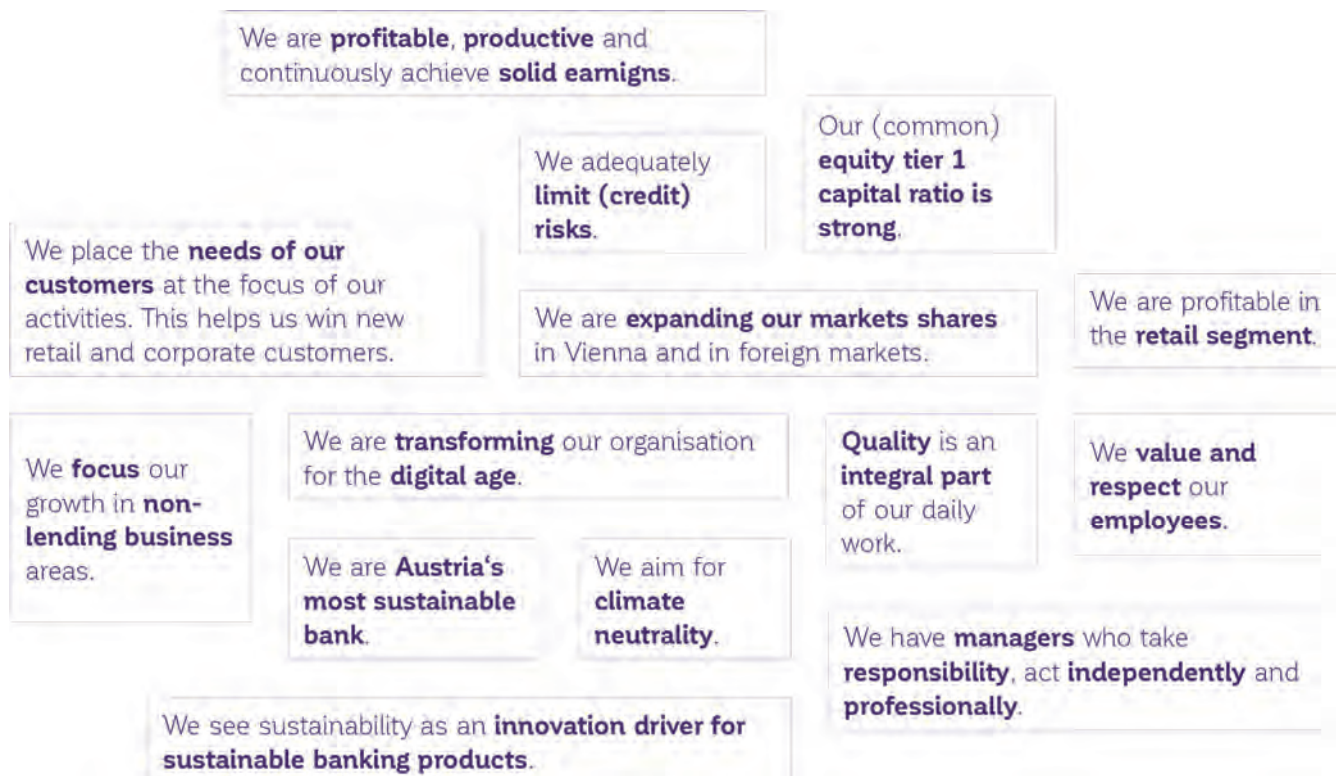 We are profitable, productive and
continuously achieve solid earnigns.
We adequately
limit (credit)
risks.
Our (common)
equity tier 1
capital ratio is
strong.
We place the needs of our
customers at the focus of our
activities. This helps us win new
retail and corporate customers.
We are expanding our markets shares
in Vienna and in foreign markets.
We are profitable in
the retail segment.
We focus our
growth in non-
lending business
areas.
We are transforming our organisation
for the digital age.
Quality is an
integral part
of our daily
work.
We value and
respect our
employees.
We are Austria‘s
most sustainable
bank.
We aim for
climate
neutrality.
We have managers who take
responsibility, act independently and
professionally.
We see sustainability as an innovation driver for
sustainable banking products.